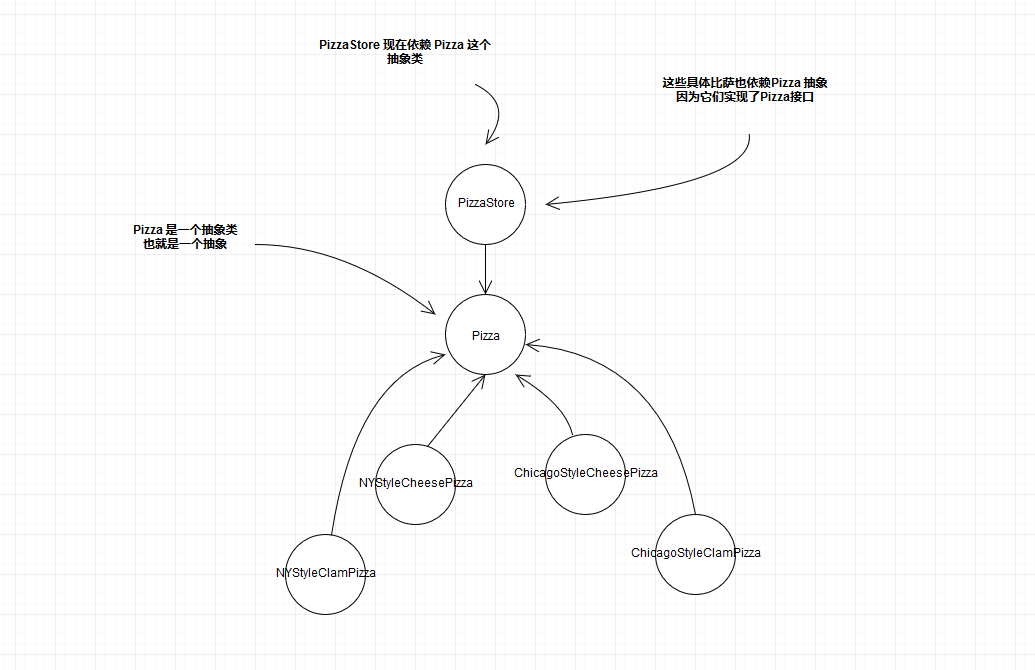 PizzaStore 现在依赖 Pizza 这个
抽象类
这些具体比萨也依赖Pizza 抽象
因为它们实现了Pizza接口
PizzaStore
Pizza 是一个抽象类
也就是一个抽象
Pizza
NYStyleCheesePizza
ChicagoStyleCheesePizza
NYStyleClamPizza
ChicagoStyleClamPizza